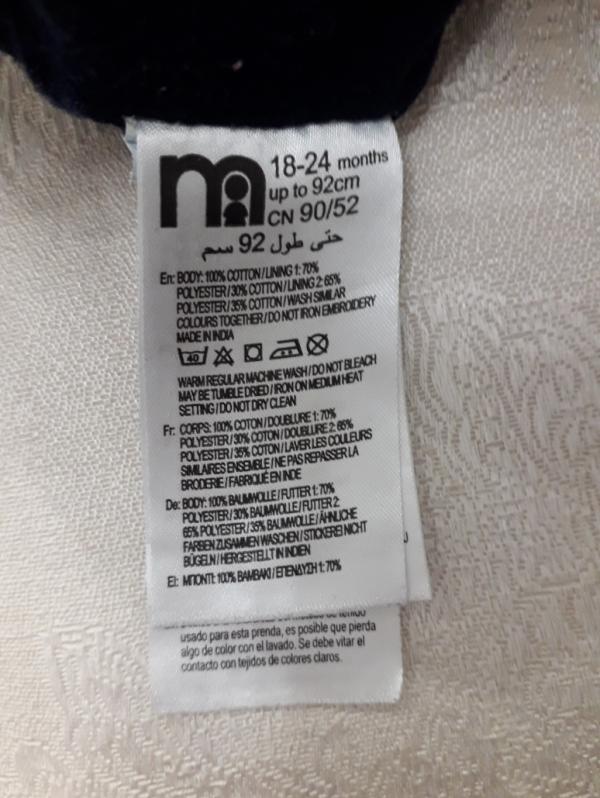 m
18-24 months
up to 92cm
CN 90/52
حتى طول 92 سم
En: BODY: 100% COTTON / LINING 1: 70%
POLYESTER / 30% COTTON / LINING 2: 65%
POLYESTER / 35% COTTON / WASH SIMILAR
COLOURS TOGETHER / DO NOT IRON EMBROIDERY
MADE IN INDIA
40
WARM REGULAR MACHINE WASH / DO NOT BLEACH
MAY BE TUMBLE DRIED / IRON ON MEDIUM HEAT
SETTING / DO NOT DRY CLEAN
Fr: CORPS: 100% COTON / DOUBLURE 1: 70%
POLYESTER / 30% COTON / DOUBLURE 2: 65%
POLYESTER / 35% COTON / LAVER LES COULEURS
SIMILAIRES ENSEMBLE / NE PAS REPASSER LA
BRODERIE / FABRIQUÉ EN INDE
De: BODY: 100% BAUMWOLLE / FUTTER 1: 70%
POLYESTER / 30% BAUMWOLLE / FUTTER 2:
65% POLYESTER / 35% BAUMWOLLE / ÄHNLICHE
FARBEN ZUSAMMEN WASCHEN / STICKEREI NICHT
BÜGELN / HERGESTELLT IN INDIEN
El: ΜΠΟΝΤΙ: 100% ΒΑΜΒΑΚΙ / ΕΠΕΝΔΥΣΗ 1: 70%
usado para esta prenda, es posible que pierda
algo de color con el lavado. Se debe vitar el
contacto con tejidos de colores claros.